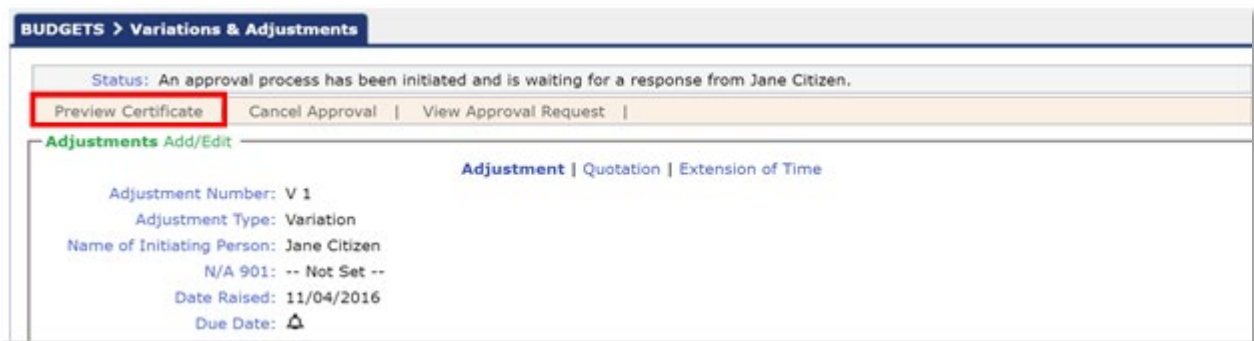 BUDGETS > Variations & Adjustments
Status: An approval process has been initiated and is waiting for a response from Jane Citizen.
Preview Certificate Cancel Approval | View Approval Request |
Adjustments Add/Edit
Adjustment | Quotation | Extension of Time
Adjustment Number: V 1
Adjustment Type: Variation
Name of Initiating Person: Jane Citizen
N/A 901: -- Not Set --
Date Raised: 11/04/2016
Due Date: